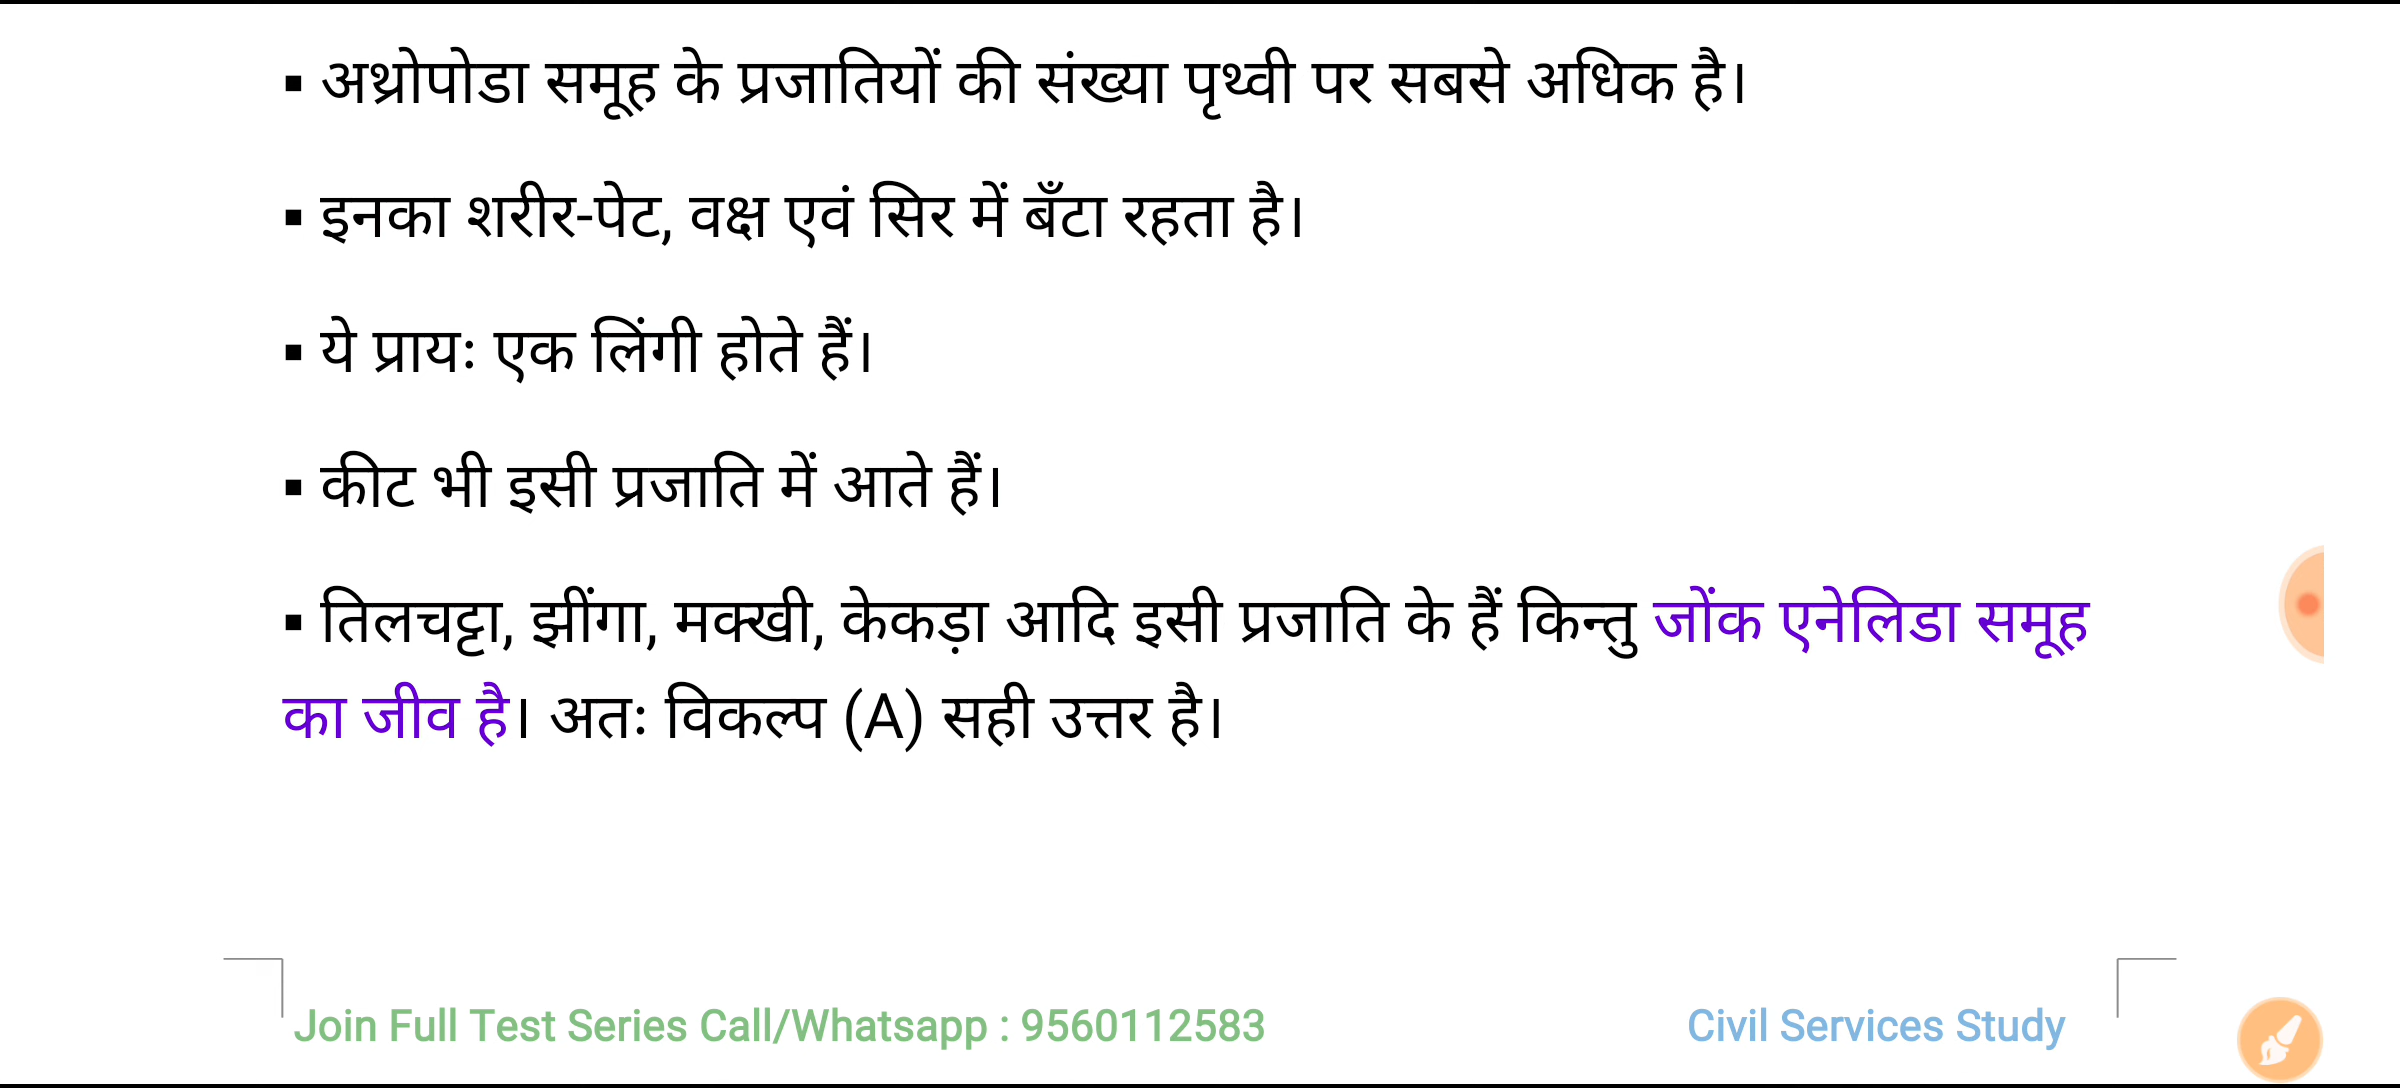 ▪ अथ्रोपोडा समूह के प्रजातियों की संख्या पृथ्वी पर सबसे अधिक है।
▪ इनका शरीर-पेट, वक्ष एवं सिर में बँटा रहता है।
▪ ये प्रायः एक लिंगी होते हैं।
▪ कीट भी इसी प्रजाति में आते हैं।
▪ तिलचट्टा, झींगा, मक्खी, केकड़ा आदि इसी प्रजाति के हैं किन्तु जोंक एनेलिडा समूह
का जीव है। अतः विकल्प (A) सही उत्तर है।
Join Full Test Series Call/Whatsapp : 9560112583 Civil Services Study